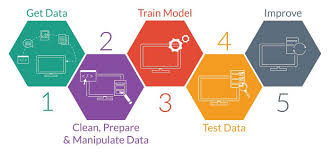 Get Data
1
2
Clean, Prepare
& Manipulate Data
Train Model
3
4
Test Data
Improve
5